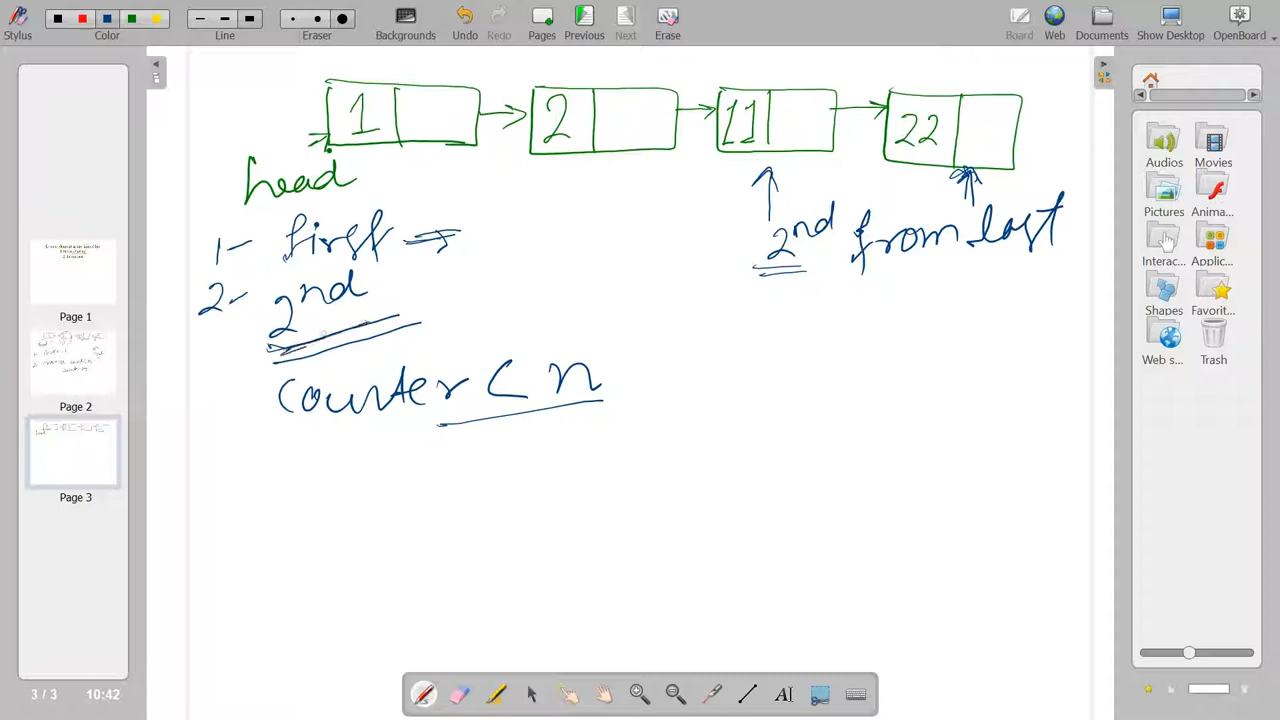 Stylus
Color
Line
Eraser
Backgrounds
Undo
Redo
Pages
Previous
Next
Erase
Board
Web
Documents
Show Desktop
OpenBoard
1
2
11
22
head
1- first
2nd from last
2- 2nd
counter < n
Page 1
Page 2
Page 3
3 / 3
10:42
Audios
Movies
Pictures
Anima...
Interac...
Applic...
Shapes
Favorit...
Web s...
Trash